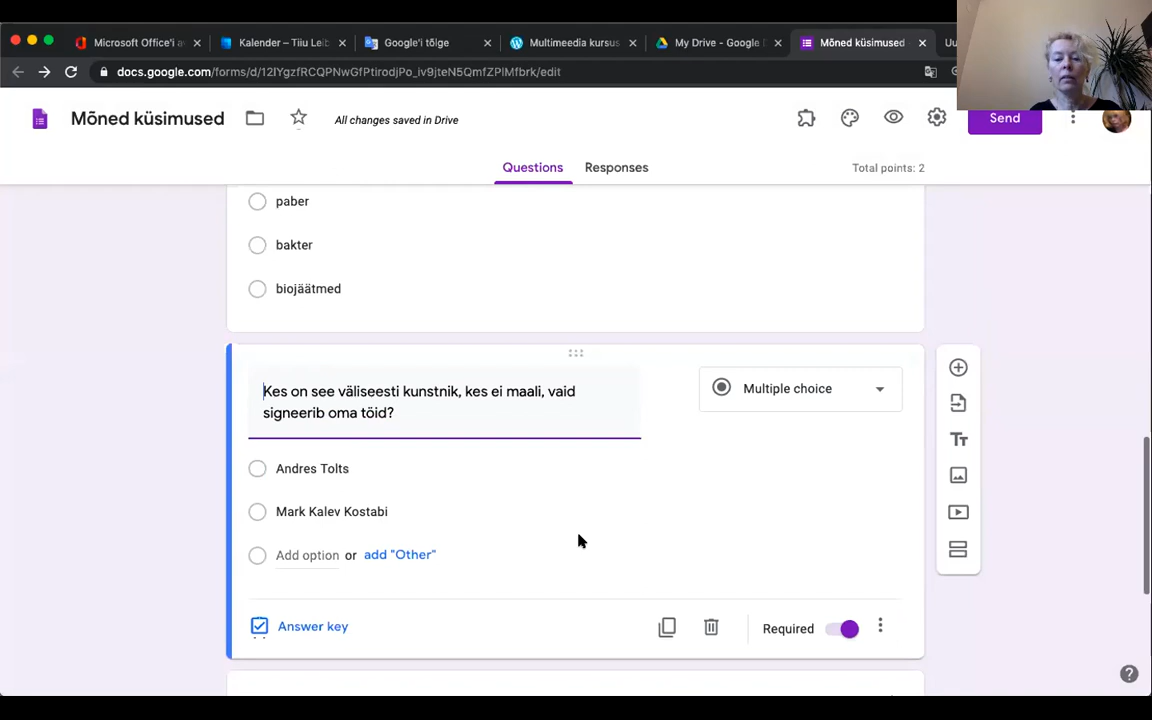 Microsoft Office'i a
Kalender – Tiiu Leib
Google'i tõlge
Multimeedia kursus
My Drive - Google D
Mõned küsimused
Uu
docs.google.com/forms/d/12IYgzfRCQPNwGfPtirodjPo_iv9jteN5QmfZPlMfbrk/edit
Mõned küsimused
All changes saved in Drive
Send
Questions
Responses
Total points: 2
paber
bakter
biojäätmed
Kes on see väliseesti kunstnik, kes ei maali, vaid
signeerib oma töid?
Multiple choice
Andres Tolts
Mark Kalev Kostabi
Add option or add "Other"
Answer key
Required